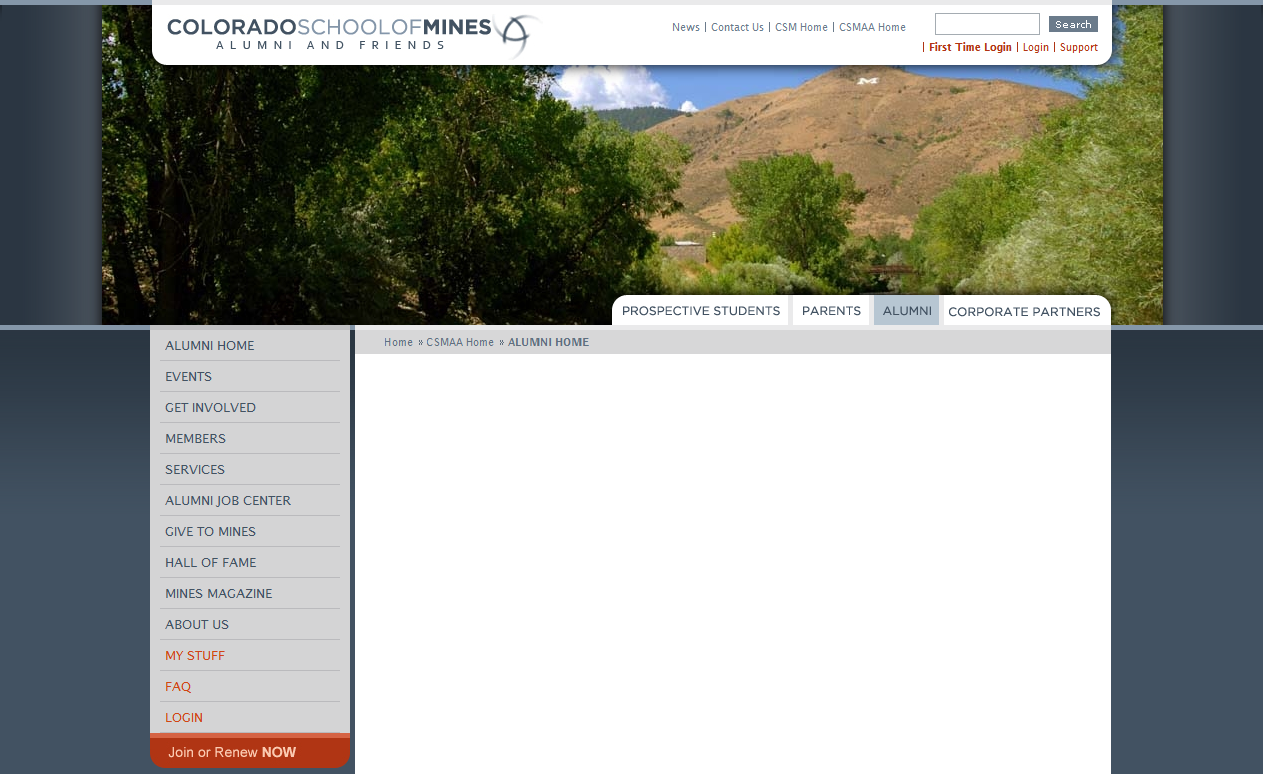 COLORADOSCHOOLOFMINES
ALUMNI AND FRIENDS
News | Contact Us | CSM Home | CSMAA Home
Search
| First Time Login | Login | Support
M
PROSPECTIVE STUDENTS PARENTS ALUMNI CORPORATE PARTNERS
Home » CSMAA Home » ALUMNI HOME
ALUMNI HOME
EVENTS
GET INVOLVED
MEMBERS
SERVICES
ALUMNI JOB CENTER
GIVE TO MINES
HALL OF FAME
MINES MAGAZINE
ABOUT US
MY STUFF
FAQ
LOGIN
Join or Renew NOW